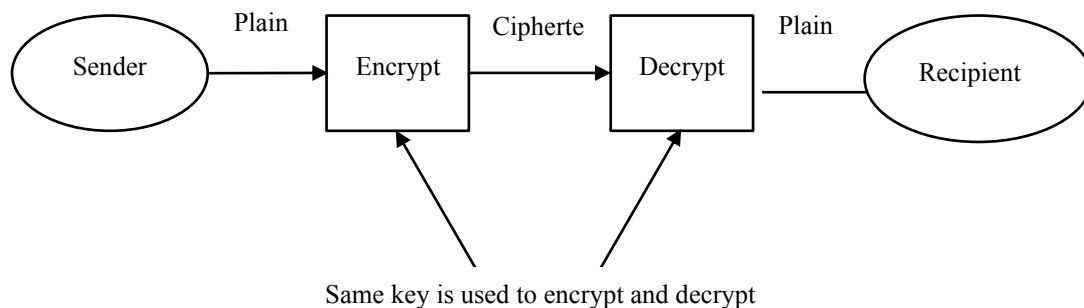 Plain
Cipherte
Plain
Sender
Encrypt
Decrypt
Recipient
Same key is used to encrypt and decrypt